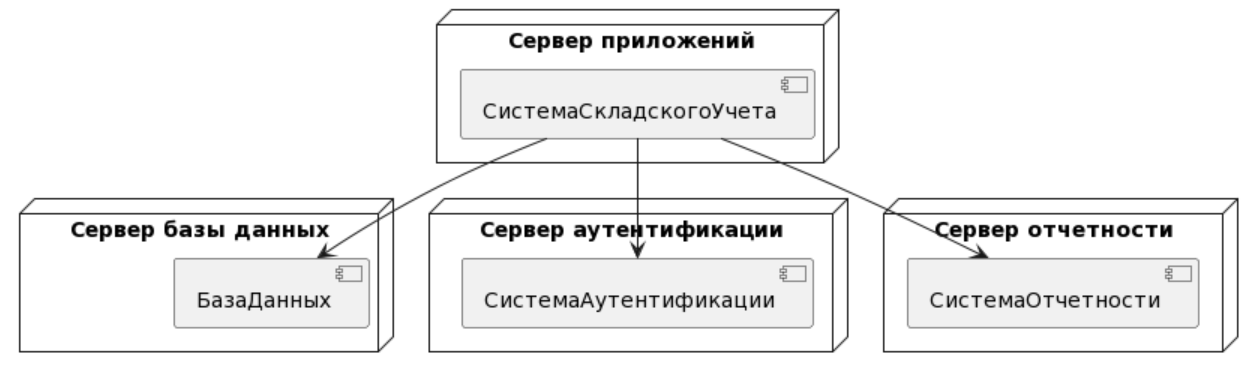 Сервер приложений
СистемаСкладскогоУчета
Сервер базы данных
БазаДанных
Сервер аутентификации
СистемаАутентификации
Сервер отчетности
СистемаОтчетности